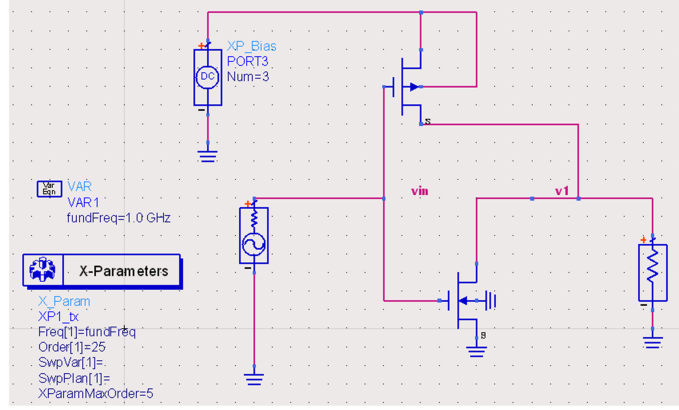 XP_Bias
PORT3
Num=3
DC
s
vin
v1
Var
Eqn
VAR
VAR1
fundFreq=1.0 GHz
X-Parameters
X_Param
XP1_tx
Freq[1]=fundFreq
Order[1]=25
SwpVar[1]=
SwpPlan[1]=
XParamMaxOrder=5
s